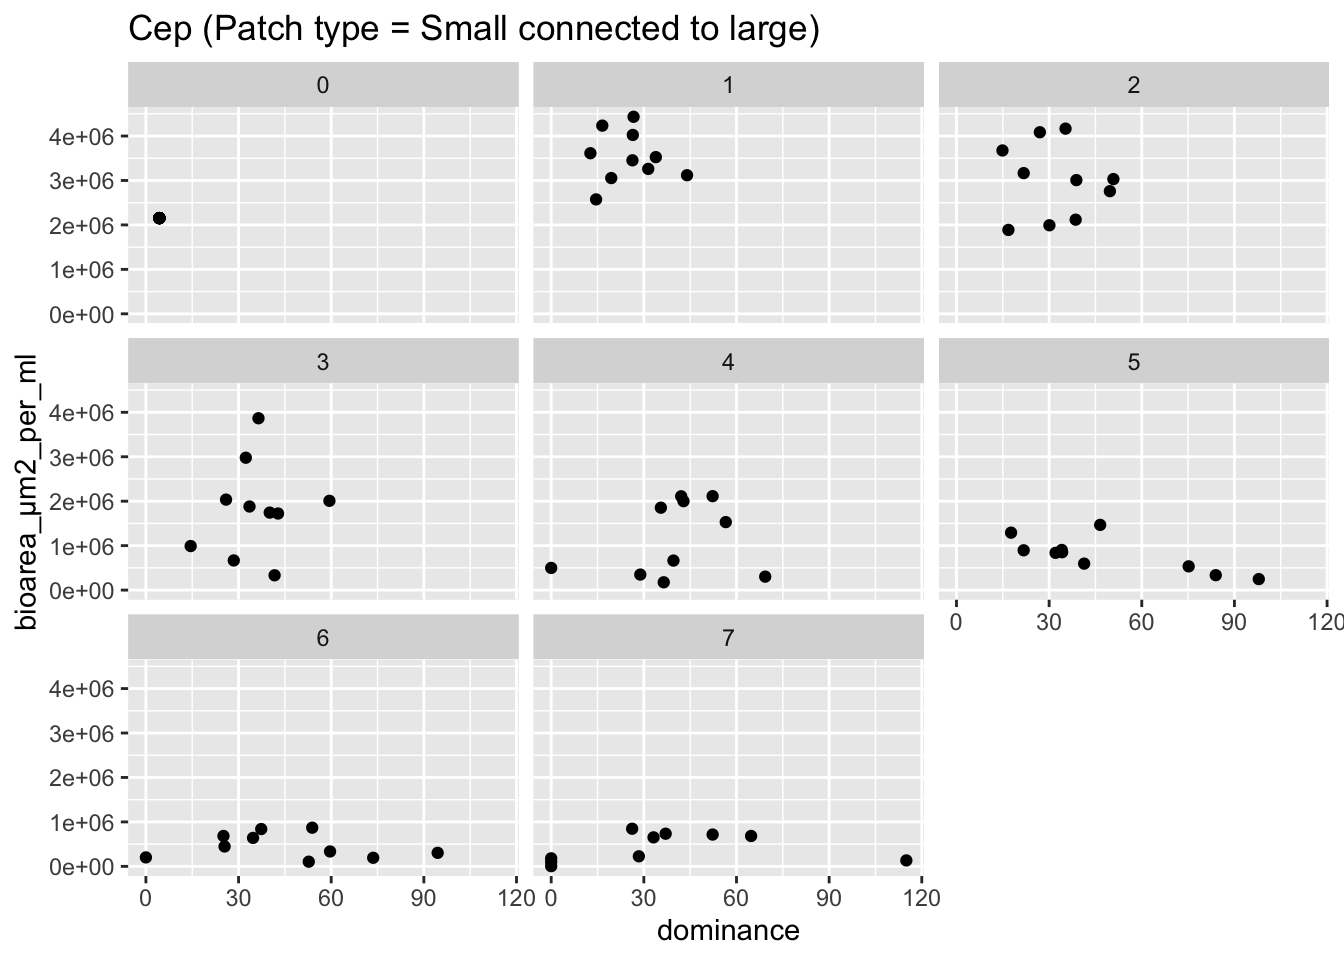 Cep (Patch type = Small connected to large)
0 1 2
4e+06
3e+06
2e+06
1e+06
0e+00
3 4 5
4e+06
3e+06
2e+06
1e+06
0e+00
0 30 60 90 120
6 7
4e+06
3e+06
2e+06
1e+06
0e+00
0 30 60 90 120 0 30 60 90 120
dominance
bioarea_µm2_per_ml